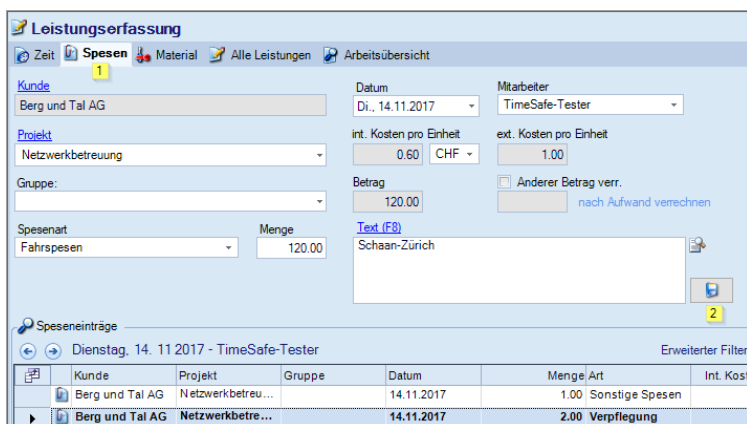 Leistungserfassung
Zeit Spesen Material Alle Leistungen Arbeitsübersicht
1
Kunde Datum Mitarbeiter
Berg und Tal AG Di., 14.11.2017 TimeSafe-Tester
Projekt int. Kosten pro Einheit ext. Kosten pro Einheit
Netzwerkbetreuung 0.60 CHF 1.00
Gruppe: Betrag Anderer Betrag verr.
120.00 nach Aufwand verrechnen
Spesenart Menge Text (F8)
Fahrspesen 120.00 Schaan-Zürich
2
Speseneinträge
Dienstag, 14. 11 2017 - TimeSafe-Tester Erweiterter Filter
Kunde Projekt Gruppe Datum Menge Art Int. Kost
Berg und Tal AG Netzwerkbetreu... 14.11.2017 1.00 Sonstige Spesen
Berg und Tal AG Netzwerkbetre... 14.11.2017 2.00 Verpflegung